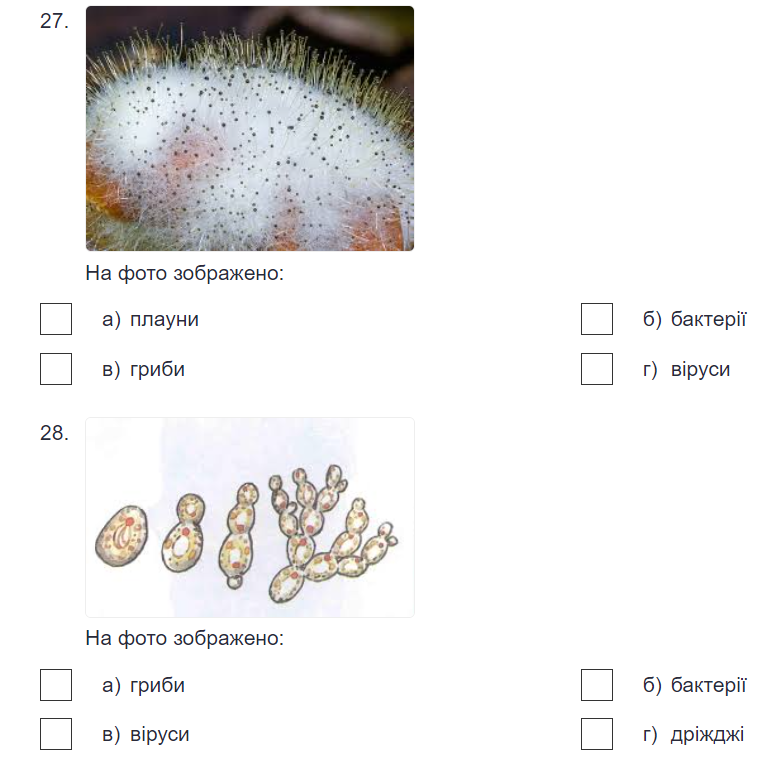 27.
На фото зображено:
а) плауни
б) бактерії
в) гриби
г) віруси
28.
На фото зображено:
а) гриби
б) бактерії
в) віруси
г) дріжджі